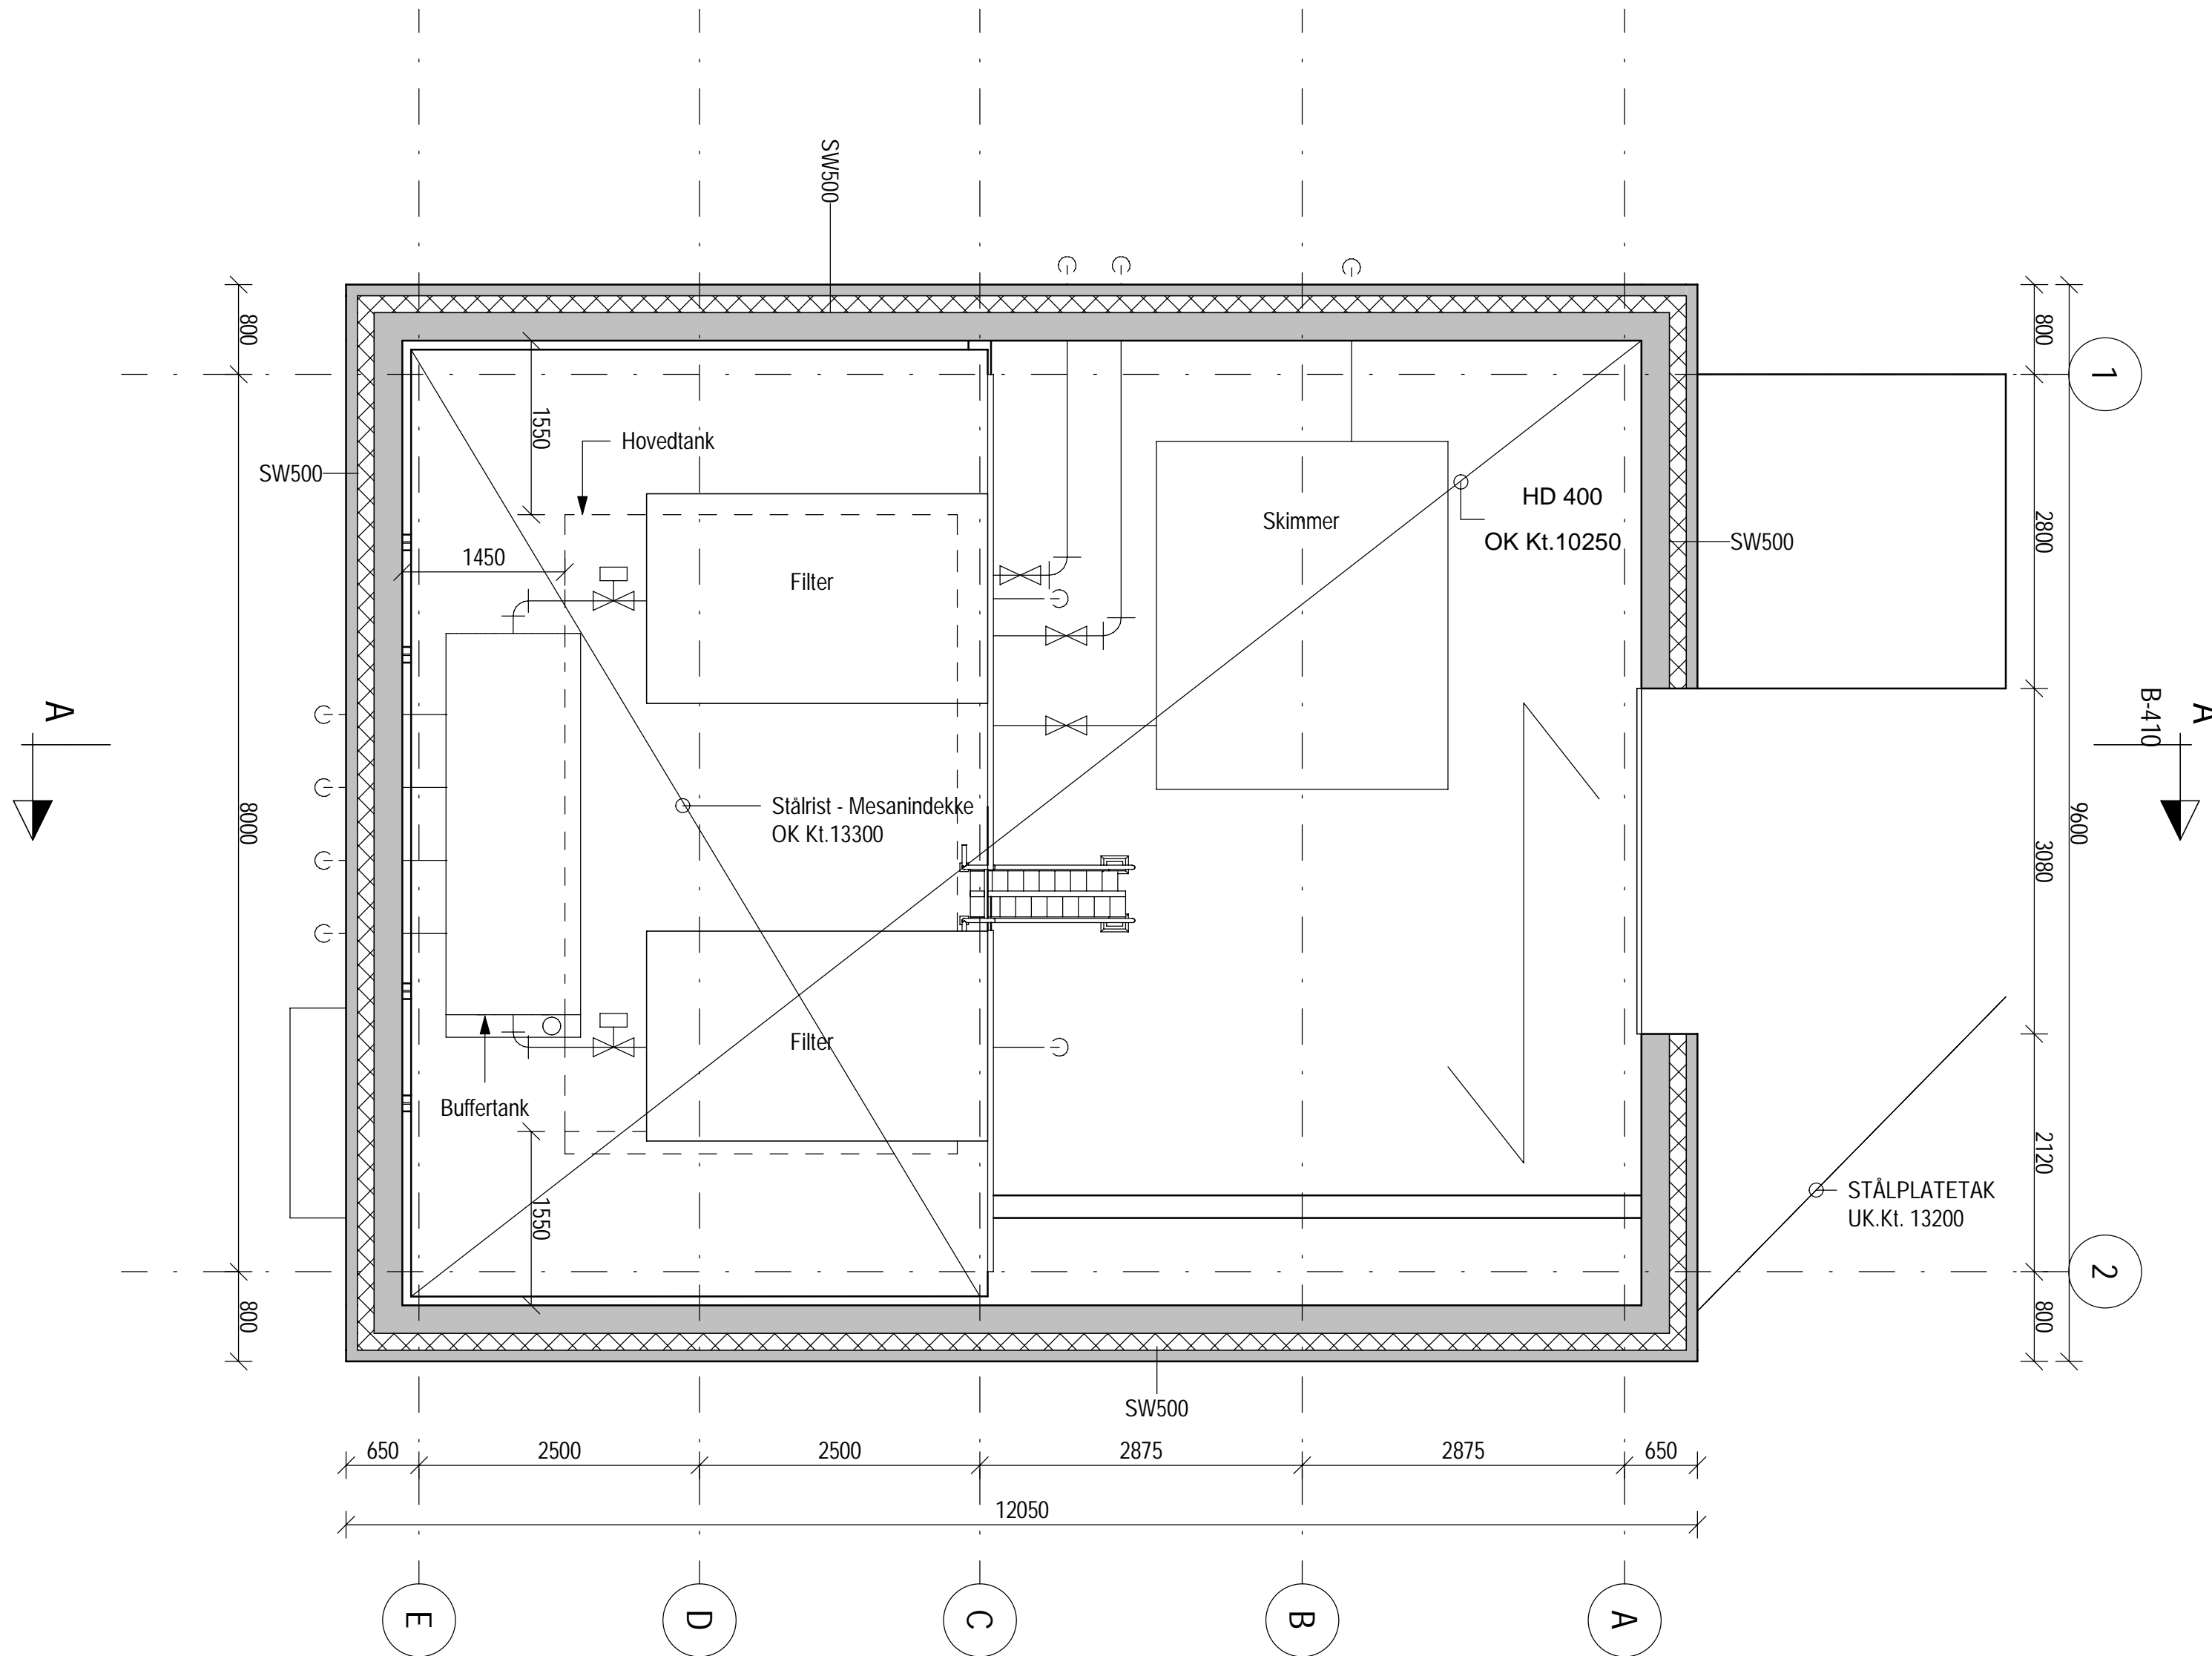 SW500
800
800
1
1550
Hovedtank
SW500
HD 400
Skimmer
2800
OK Kt.10250
SW500
1450
Filter
A
A
B-410
Stålrist - Mesanindekke
OK Kt.13300
8000
9600
3080
Filter
Buffertank
2120
1550
STÅLPLATETAK
UK.Kt. 13200
2
800
800
SW500
650
2500
2500
2875
2875
650
12050
E
D
C
B
A